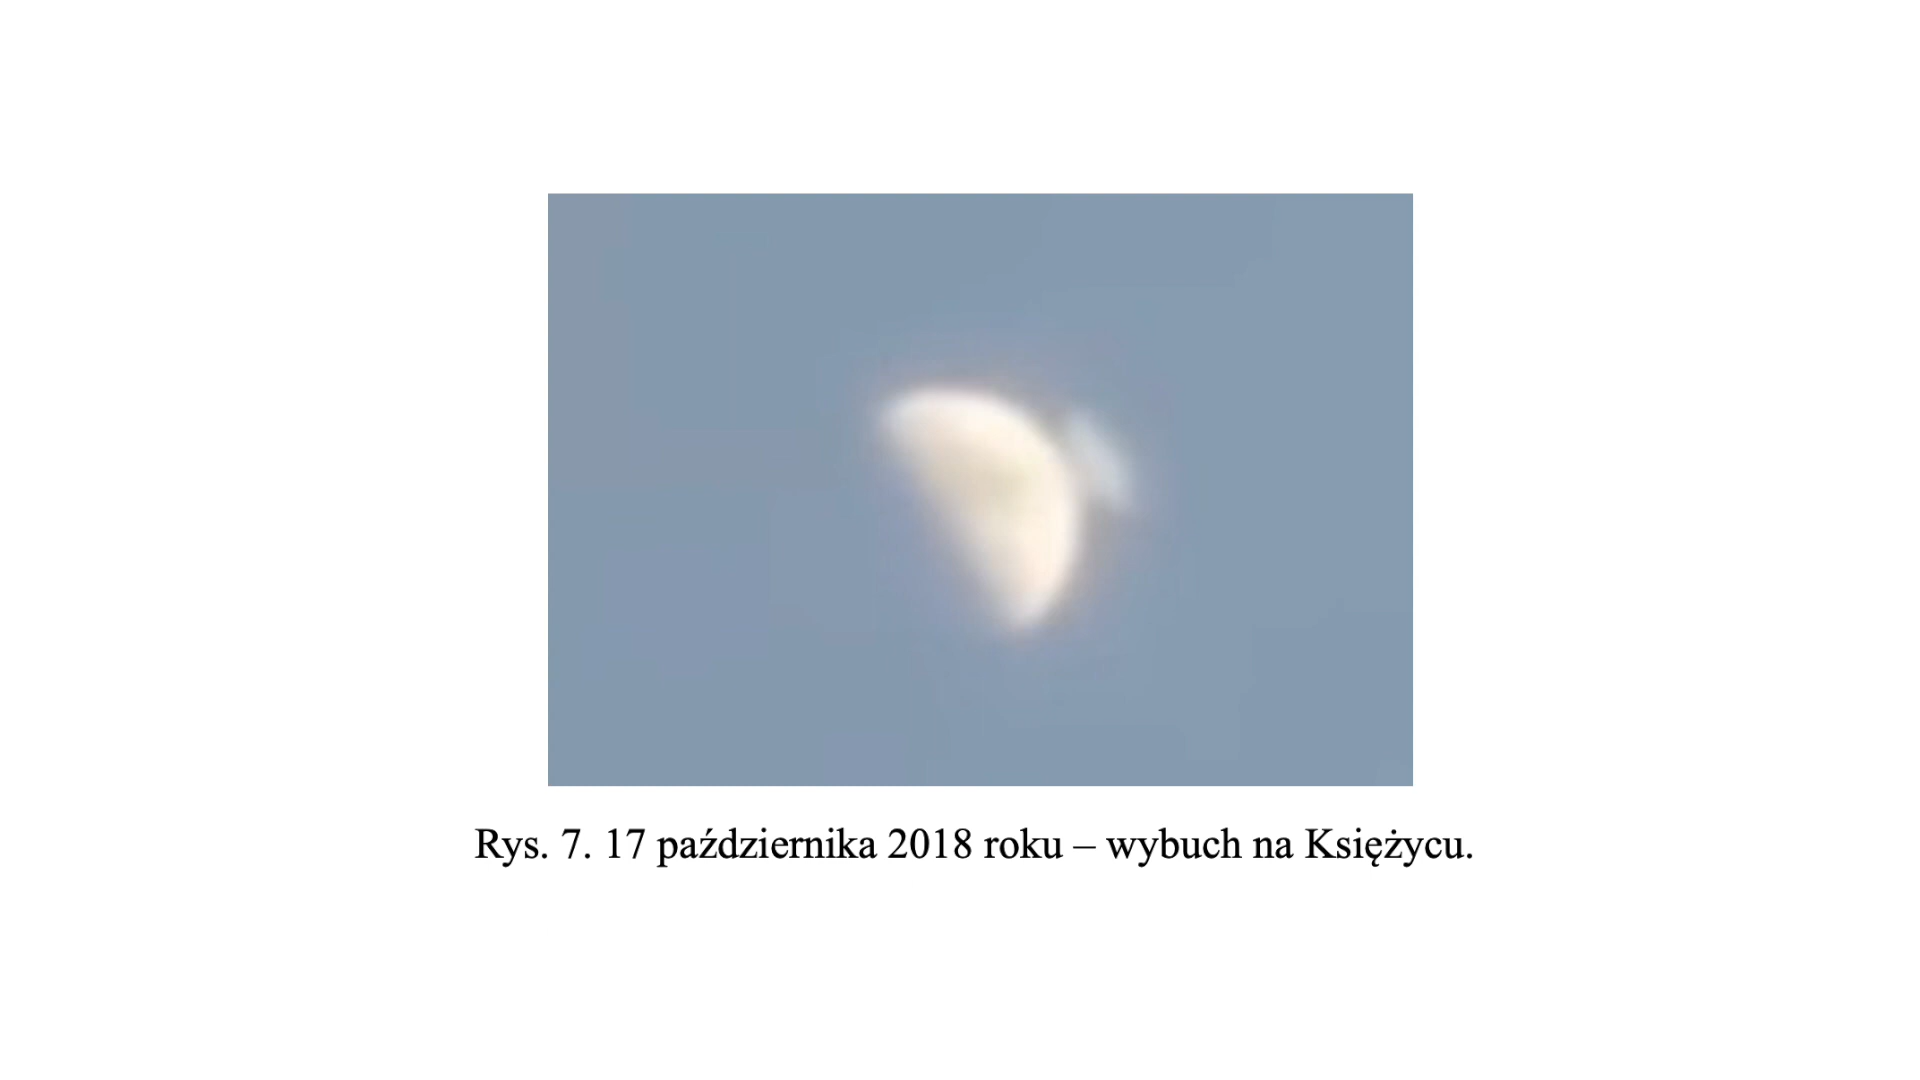 Rys. 7. 17 października 2018 roku – wybuch na Księżycu.